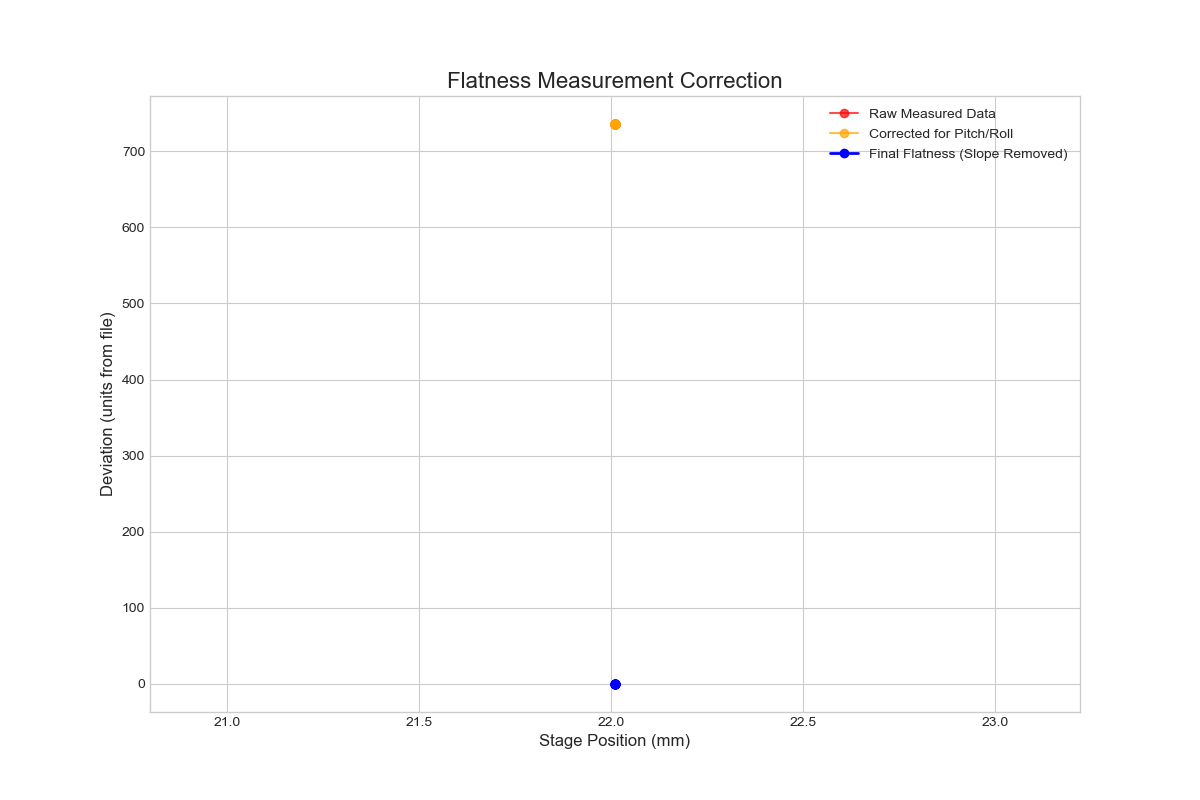 Flatness Measurement Correction
Raw Measured Data
Corrected for Pitch/Roll
Final Flatness (Slope Removed)
Deviation (units from file)
700
600
500
400
300
200
100
0
21.0 21.5 22.0 22.5 23.0
Stage Position (mm)